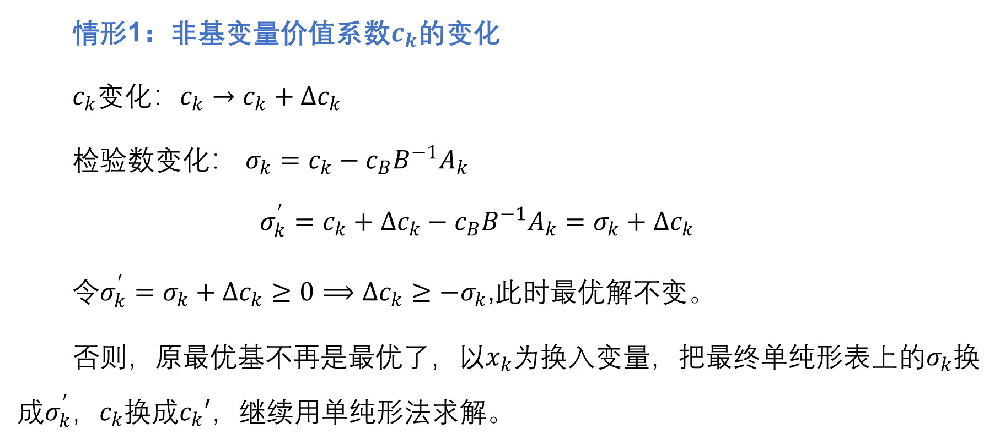 情形1：非基变量价值系数$c_k$的变化
$c_k$变化：$c_k \rightarrow c_k + \Delta c_k$
检验数变化： $\sigma_k = c_k - c_B B^{-1} A_k$
$\sigma_k^{'} = c_k + \Delta c_k - c_B B^{-1} A_k = \sigma_k + \Delta c_k$
令$\sigma_k^{'} = \sigma_k + \Delta c_k \geq 0 \Longrightarrow \Delta c_k \geq -\sigma_k$,此时最优解不变。
否则，原最优基不再是最优了，以$x_k$为换入变量，把最终单纯形表上的$\sigma_k$换
成$\sigma_k^{'}$，$c_k$换成$c_k'$，继续用单纯形法求解。